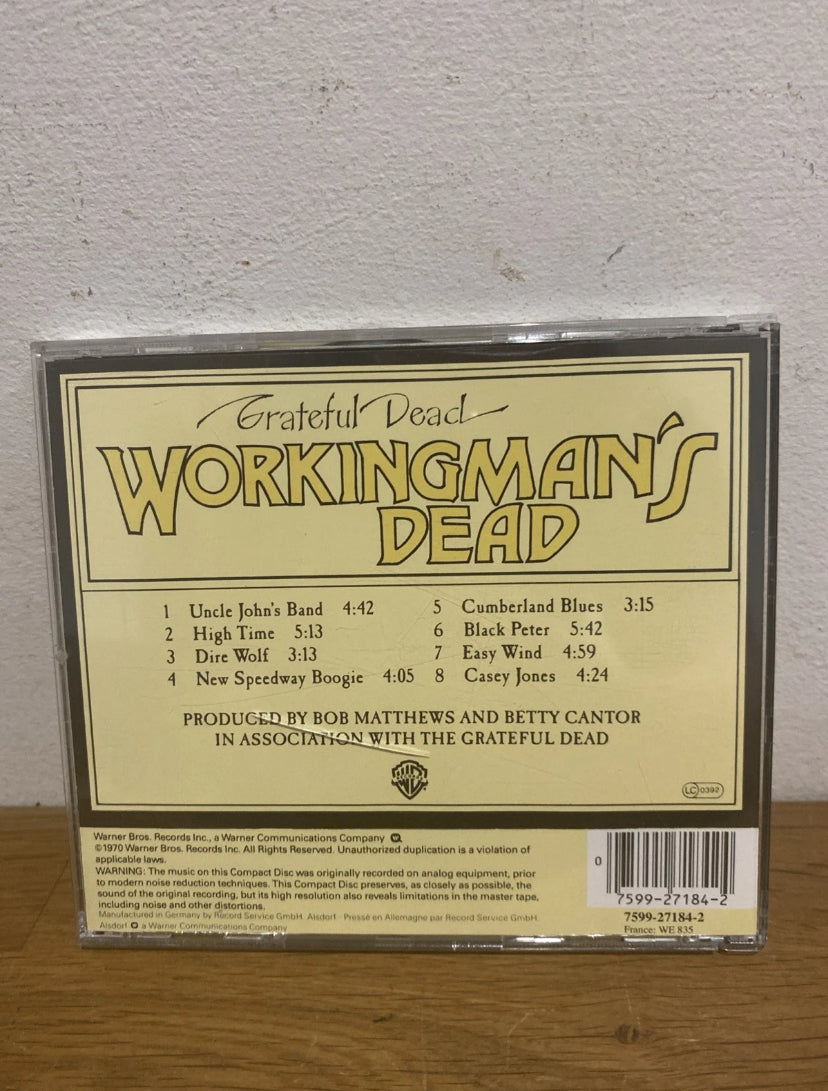 Grateful Dead
WORKINGMAN'S
DEAD
1 Uncle John's Band 4:42
2 High Time 5:13
3 Dire Wolf 3:13
4 New Speedway Boogie 4:05
5 Cumberland Blues 3:15
6 Black Peter 5:42
7 Easy Wind 4:59
8 Casey Jones 4:24
PRODUCED BY BOB MATTHEWS AND BETTY CANTOR
IN ASSOCIATION WITH THE GRATEFUL DEAD
LC 0392
Warner Bros. Records Inc., a Warner Communications Company
©1970 Warner Bros. Records Inc. All Rights Reserved. Unauthorized duplication is a violation of
applicable laws.
WARNING: The music on this Compact Disc was originally recorded on analog equipment, prior
to modern noise reduction techniques. This Compact Disc preserves, as closely as possible, the
sound of the original recording, but its high resolution also reveals limitations in the master tape,
including noise and other distortions.
Manufactured in Germany by Record Service GmbH. Alsdorf · Pressé en Allemagne par Record Service GmbH.
Alsdorf a Warner Communications Company
0 7599-27184-2
7599-27184-2
France: WE 835